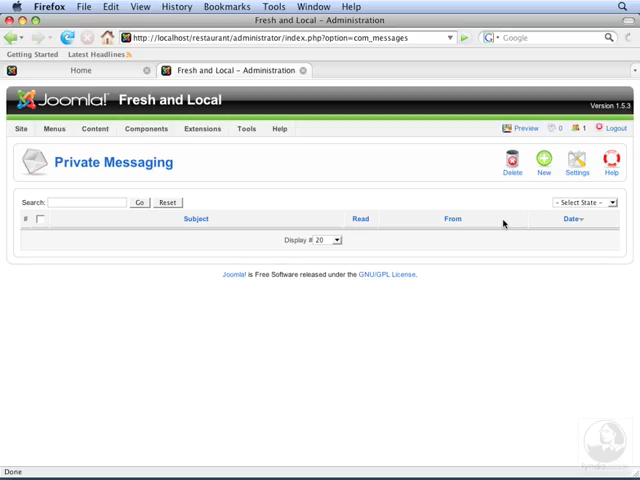 Firefox File Edit View History Bookmarks Tools Window Help
Fresh and Local - Administration
http://localhost/restaurant/administrator/index.php?option=com_messages
Google
Getting Started Latest Headlines
Home Fresh and Local - Administration
Joomla! Fresh and Local Version 1.5.3
Site Menus Content Components Extensions Tools Help Preview 0 1 Logout
Private Messaging Delete New Settings Help
Search: Go Reset - Select State -
# Subject Read From Date
Display # 20
Joomla! is Free Software released under the GNU/GPL License.
Done